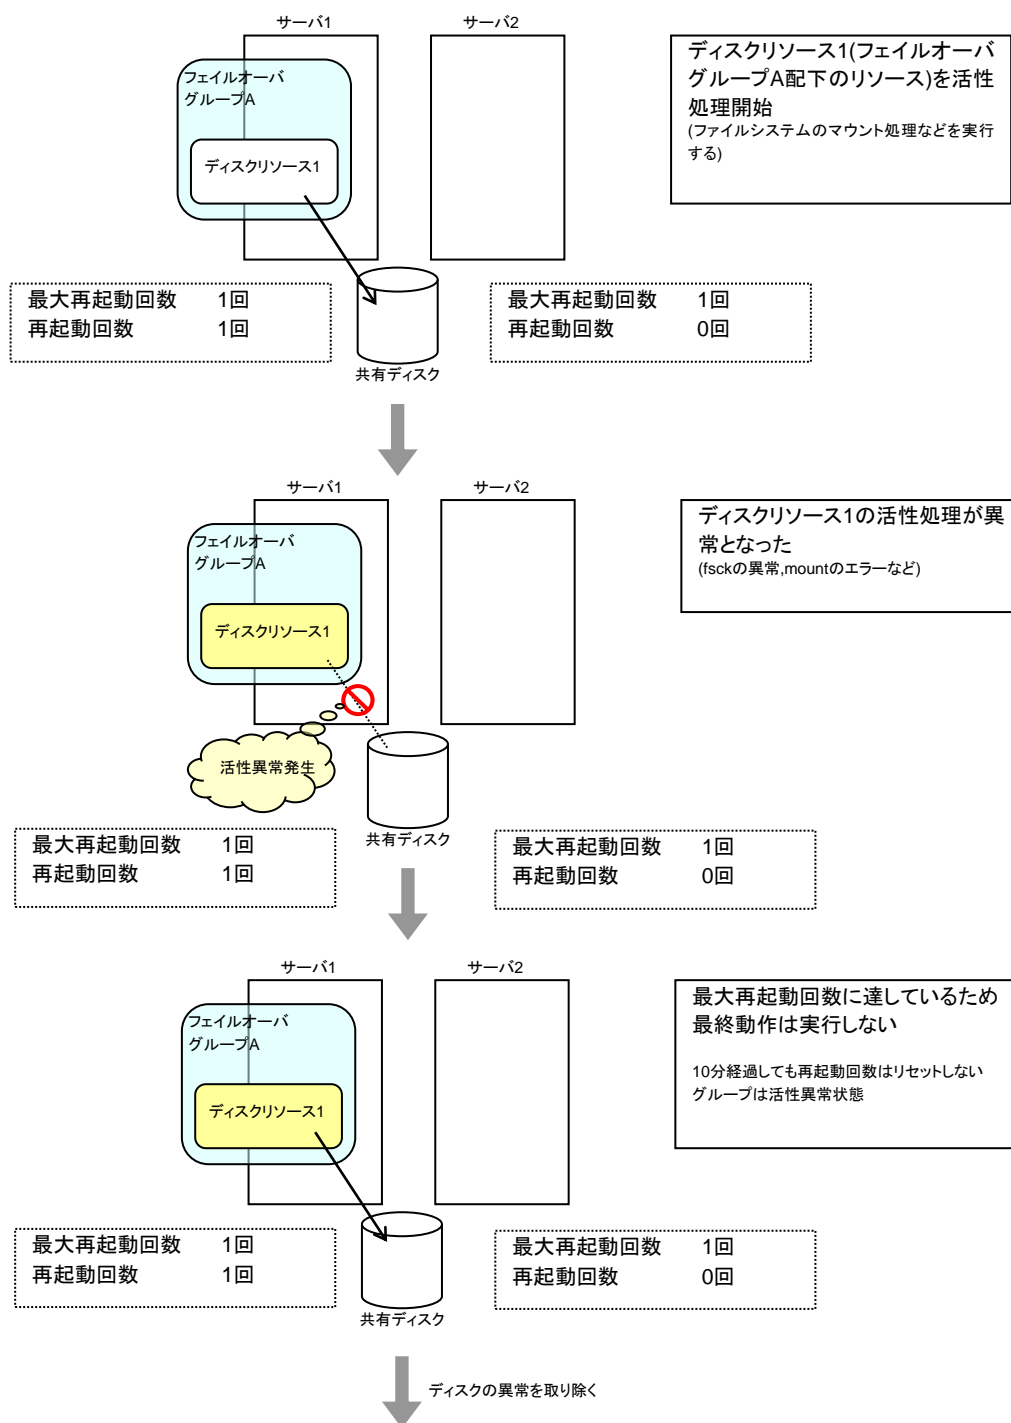 サーバ1
サーバ2
フェイルオーバ
グループA
ディスクリソース1
ディスクリソース1(フェイルオーバ
グループA配下のリソース)を活性
処理開始
(ファイルシステムのマウント処理などを実行
する)
最大再起動回数 1回
再起動回数 1回
最大再起動回数 1回
再起動回数 0回
共有ディスク
サーバ1
サーバ2
フェイルオーバ
グループA
ディスクリソース1
活性異常発生
ディスクリソース1の活性処理が異
常となった
(fsckの異常,mountのエラーなど)
共有ディスク
最大再起動回数 1回
再起動回数 1回
最大再起動回数 1回
再起動回数 0回
サーバ1
サーバ2
フェイルオーバ
グループA
ディスクリソース1
最大再起動回数に達しているため
最終動作は実行しない
10分経過しても再起動回数はリセットしない
グループは活性異常状態
最大再起動回数 1回
再起動回数 1回
最大再起動回数 1回
再起動回数 0回
共有ディスク
ディスクの異常を取り除く